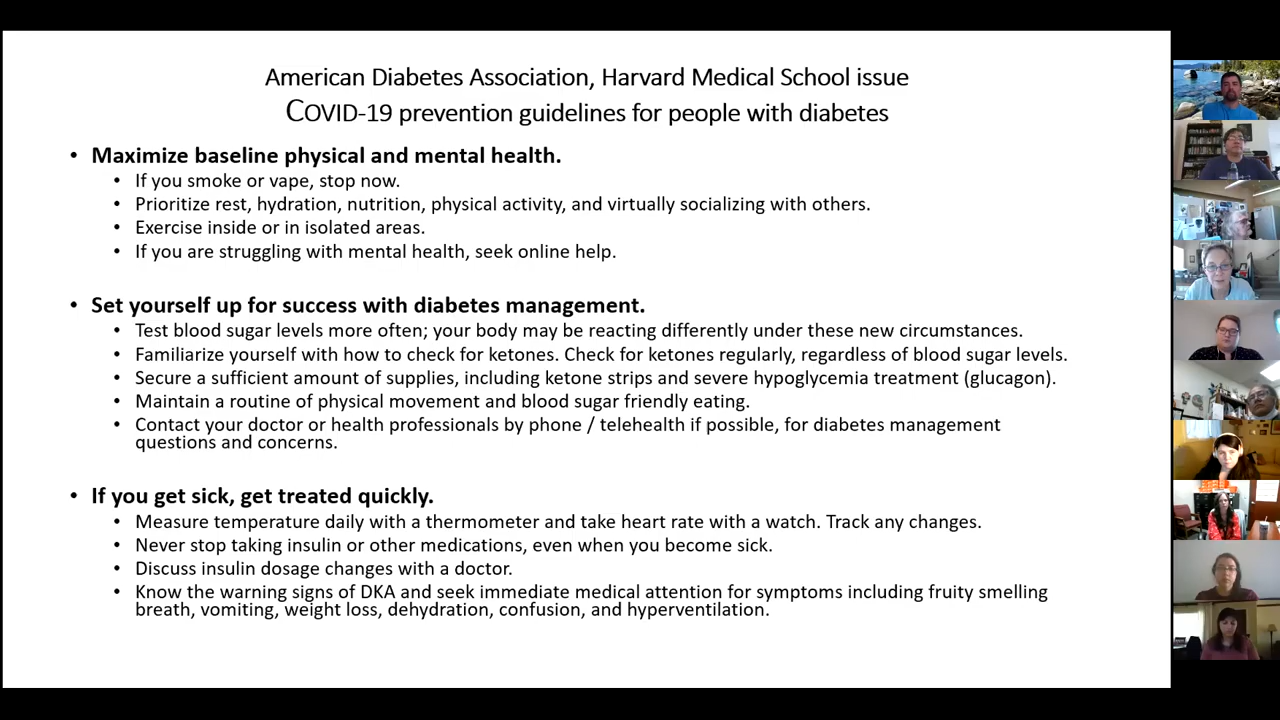 American Diabetes Association, Harvard Medical School issue
COVID-19 prevention guidelines for people with diabetes
• Maximize baseline physical and mental health.
• If you smoke or vape, stop now.
• Prioritize rest, hydration, nutrition, physical activity, and virtually socializing with others.
• Exercise inside or in isolated areas.
• If you are struggling with mental health, seek online help.
• Set yourself up for success with diabetes management.
• Test blood sugar levels more often; your body may be reacting differently under these new circumstances.
• Familiarize yourself with how to check for ketones. Check for ketones regularly, regardless of blood sugar levels.
• Secure a sufficient amount of supplies, including ketone strips and severe hypoglycemia treatment (glucagon).
• Maintain a routine of physical movement and blood sugar friendly eating.
• Contact your doctor or health professionals by phone / telehealth if possible, for diabetes management
questions and concerns.
• If you get sick, get treated quickly.
• Measure temperature daily with a thermometer and take heart rate with a watch. Track any changes.
• Never stop taking insulin or other medications, even when you become sick.
• Discuss insulin dosage changes with a doctor.
• Know the warning signs of DKA and seek immediate medical attention for symptoms including fruity smelling
breath, vomiting, weight loss, dehydration, confusion, and hyperventilation.